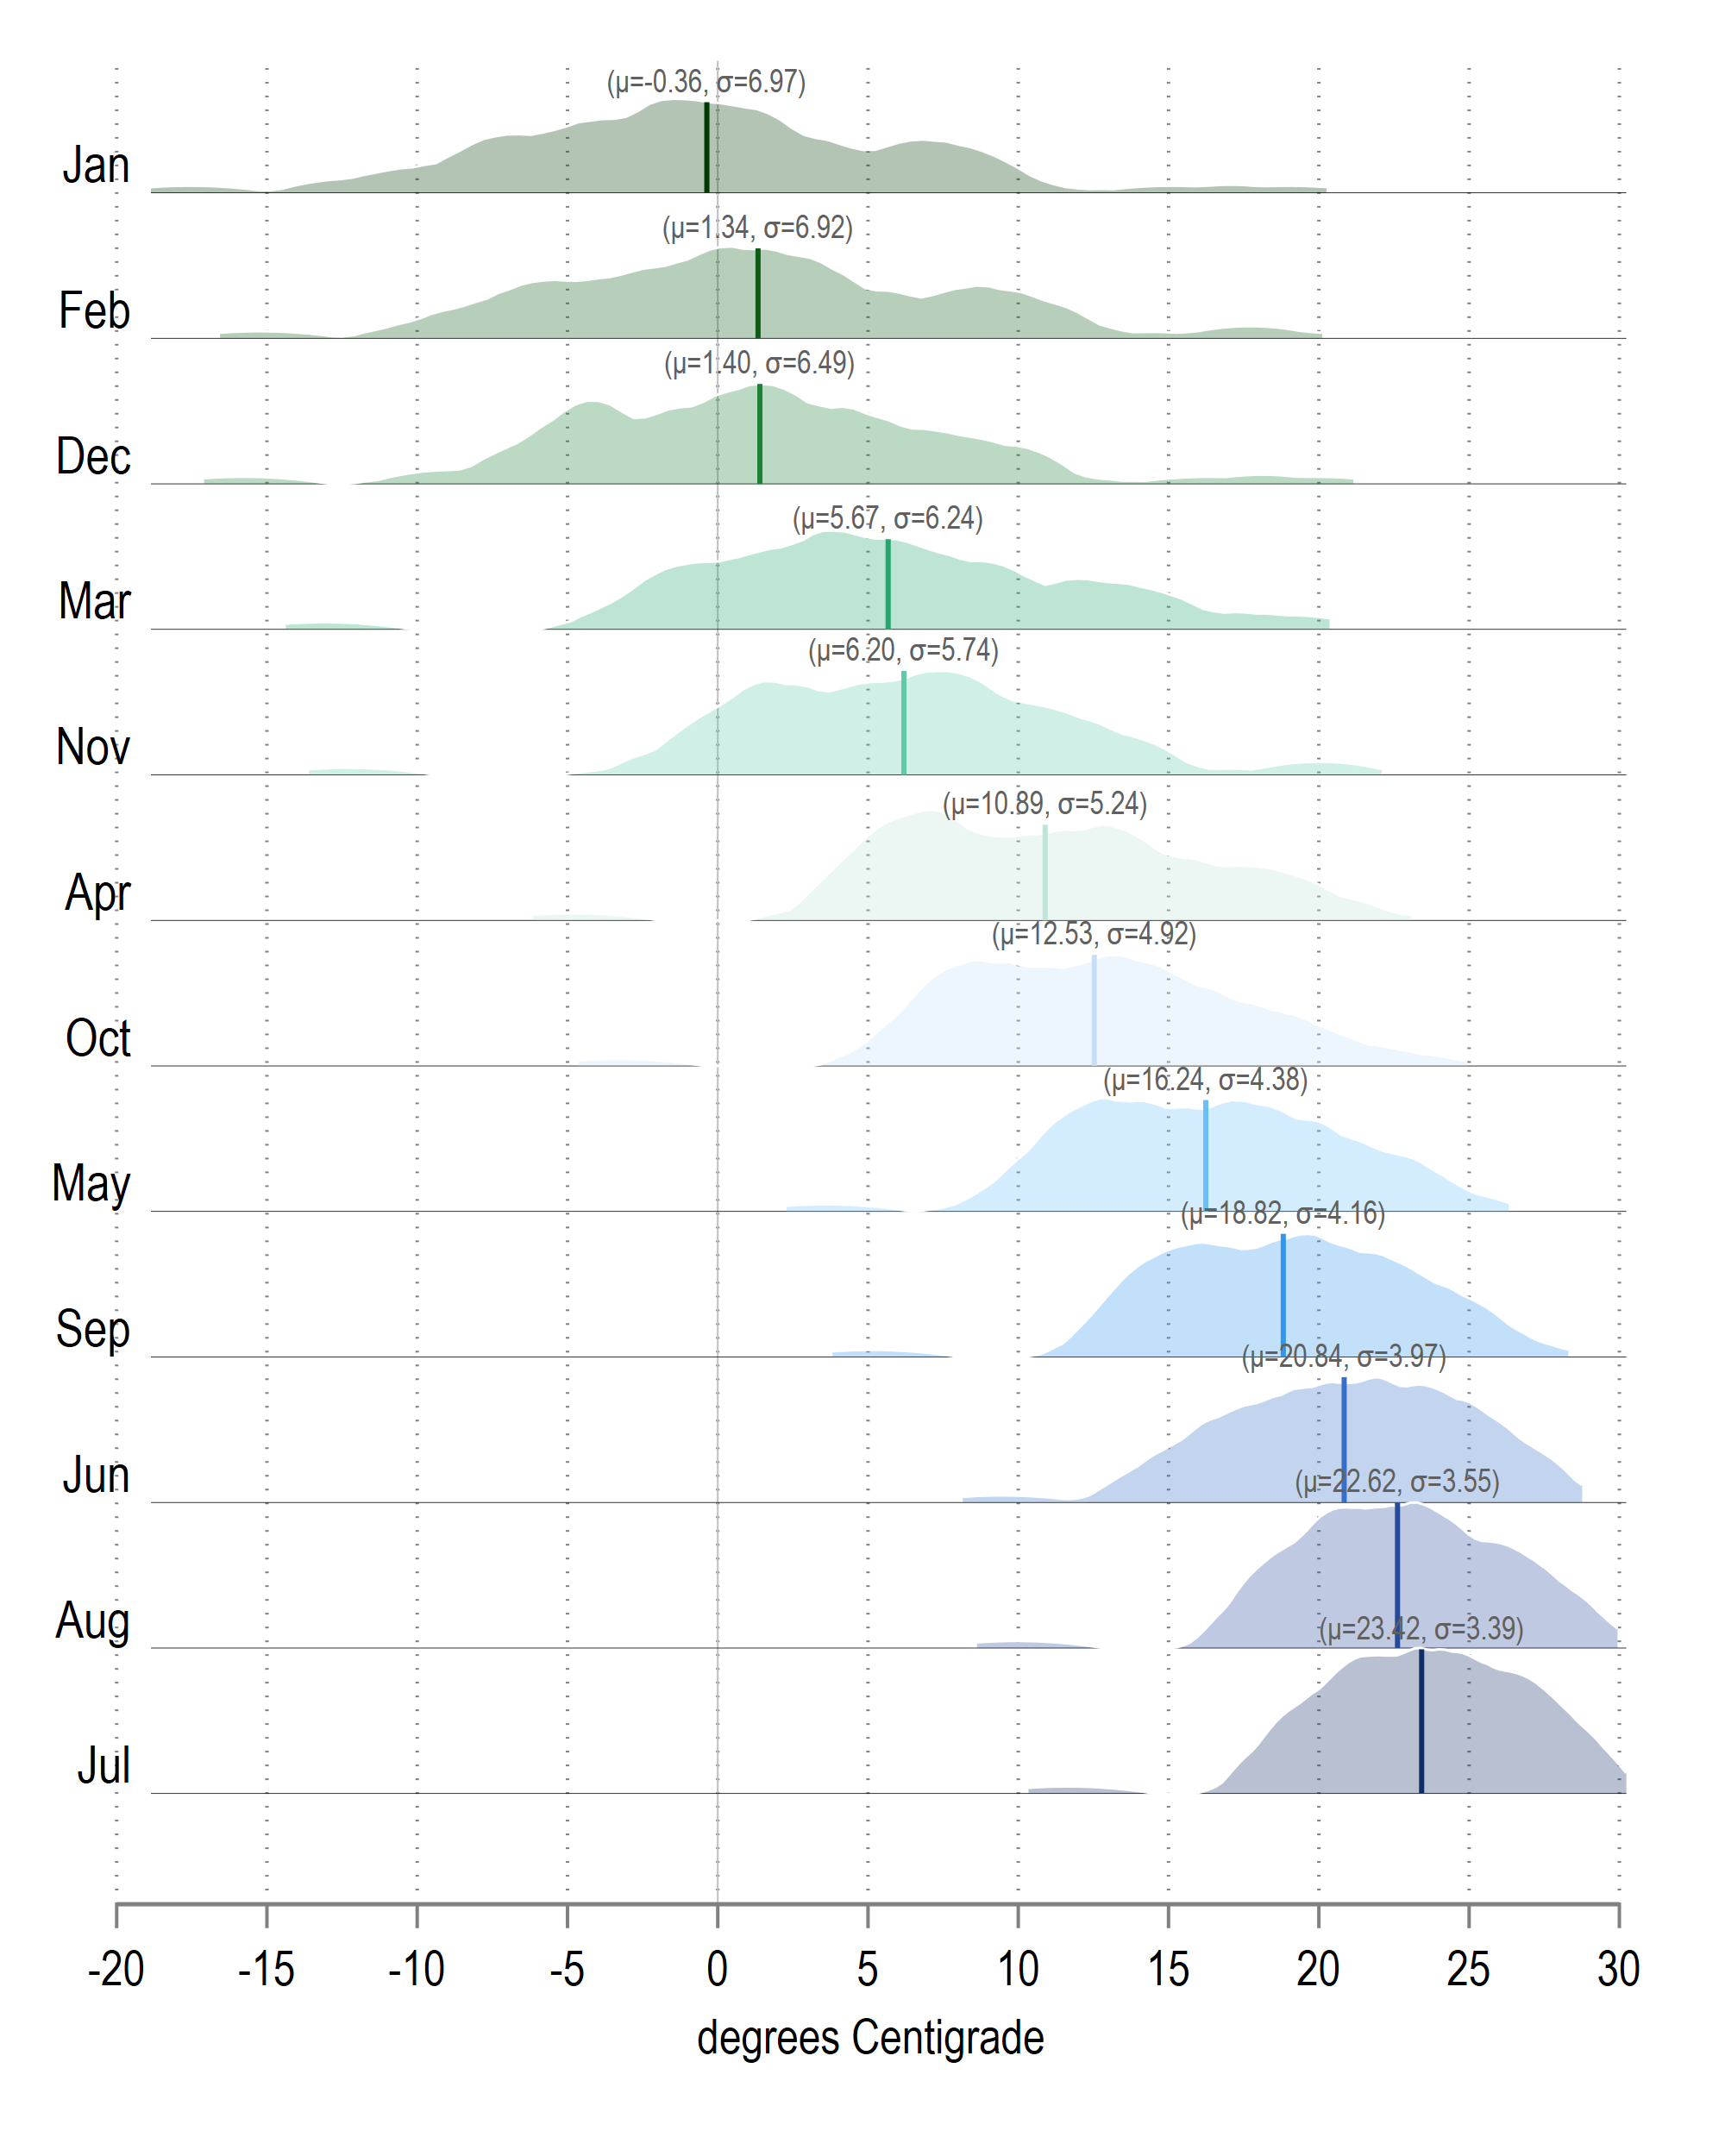 (μ=-0.36, σ=6.97)
Jan
(μ=1.34, σ=6.92)
Feb
(μ=1.40, σ=6.49)
Dec
(μ=5.67, σ=6.24)
Mar
(μ=6.20, σ=5.74)
Nov
(μ=10.89, σ=5.24)
Apr
(μ=12.53, σ=4.92)
Oct
(μ=16.24, σ=4.38)
May
(μ=18.82, σ=4.16)
Sep
(μ=20.84, σ=3.97)
Jun
(μ=22.62, σ=3.55)
Aug
(μ=23.42, σ=3.39)
Jul
-20 -15 -10 -5 0 5 10 15 20 25 30
degrees Centigrade